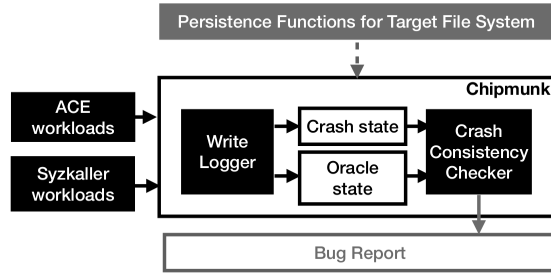 Persistence Functions for Target File System
Chipmunk
ACE
workloads
Syzkaller
workloads
Write
Logger
Crash state
Oracle
state
Crash
Consistency
Checker
Bug Report